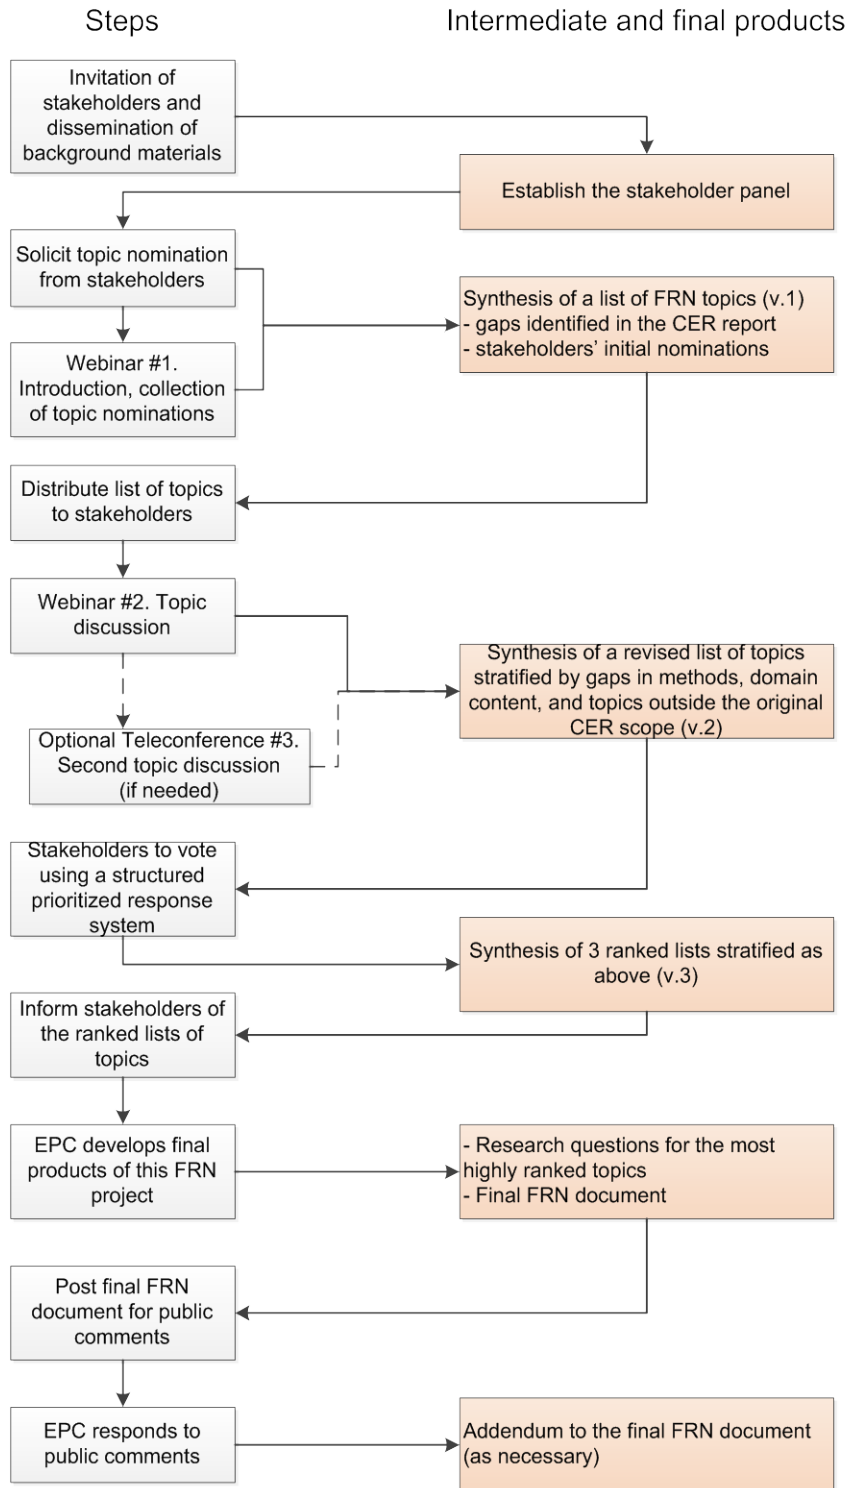 Steps
Intermediate and final products
Invitation of
stakeholders and
dissemination of
background materials
Establish the stakeholder panel
Solicit topic nomination
from stakeholders
Synthesis of a list of FRN topics (v.1)
- gaps identified in the CER report
- stakeholders’ initial nominations
Webinar #1.
Introduction, collection
of topic nominations
Distribute list of topics
to stakeholders
Webinar #2. Topic
discussion
Synthesis of a revised list of topics
stratified by gaps in methods, domain
content, and topics outside the original
CER scope (v.2)
Optional Teleconference #3.
Second topic discussion
(if needed)
Stakeholders to vote
using a structured
prioritized response
system
Synthesis of 3 ranked lists stratified as
above (v.3)
Inform stakeholders of
the ranked lists of
topics
EPC develops final
products of this FRN
project
- Research questions for the most
highly ranked topics
- Final FRN document
Post final FRN
document for public
comments
EPC responds to
public comments
Addendum to the final FRN document
(as necessary)